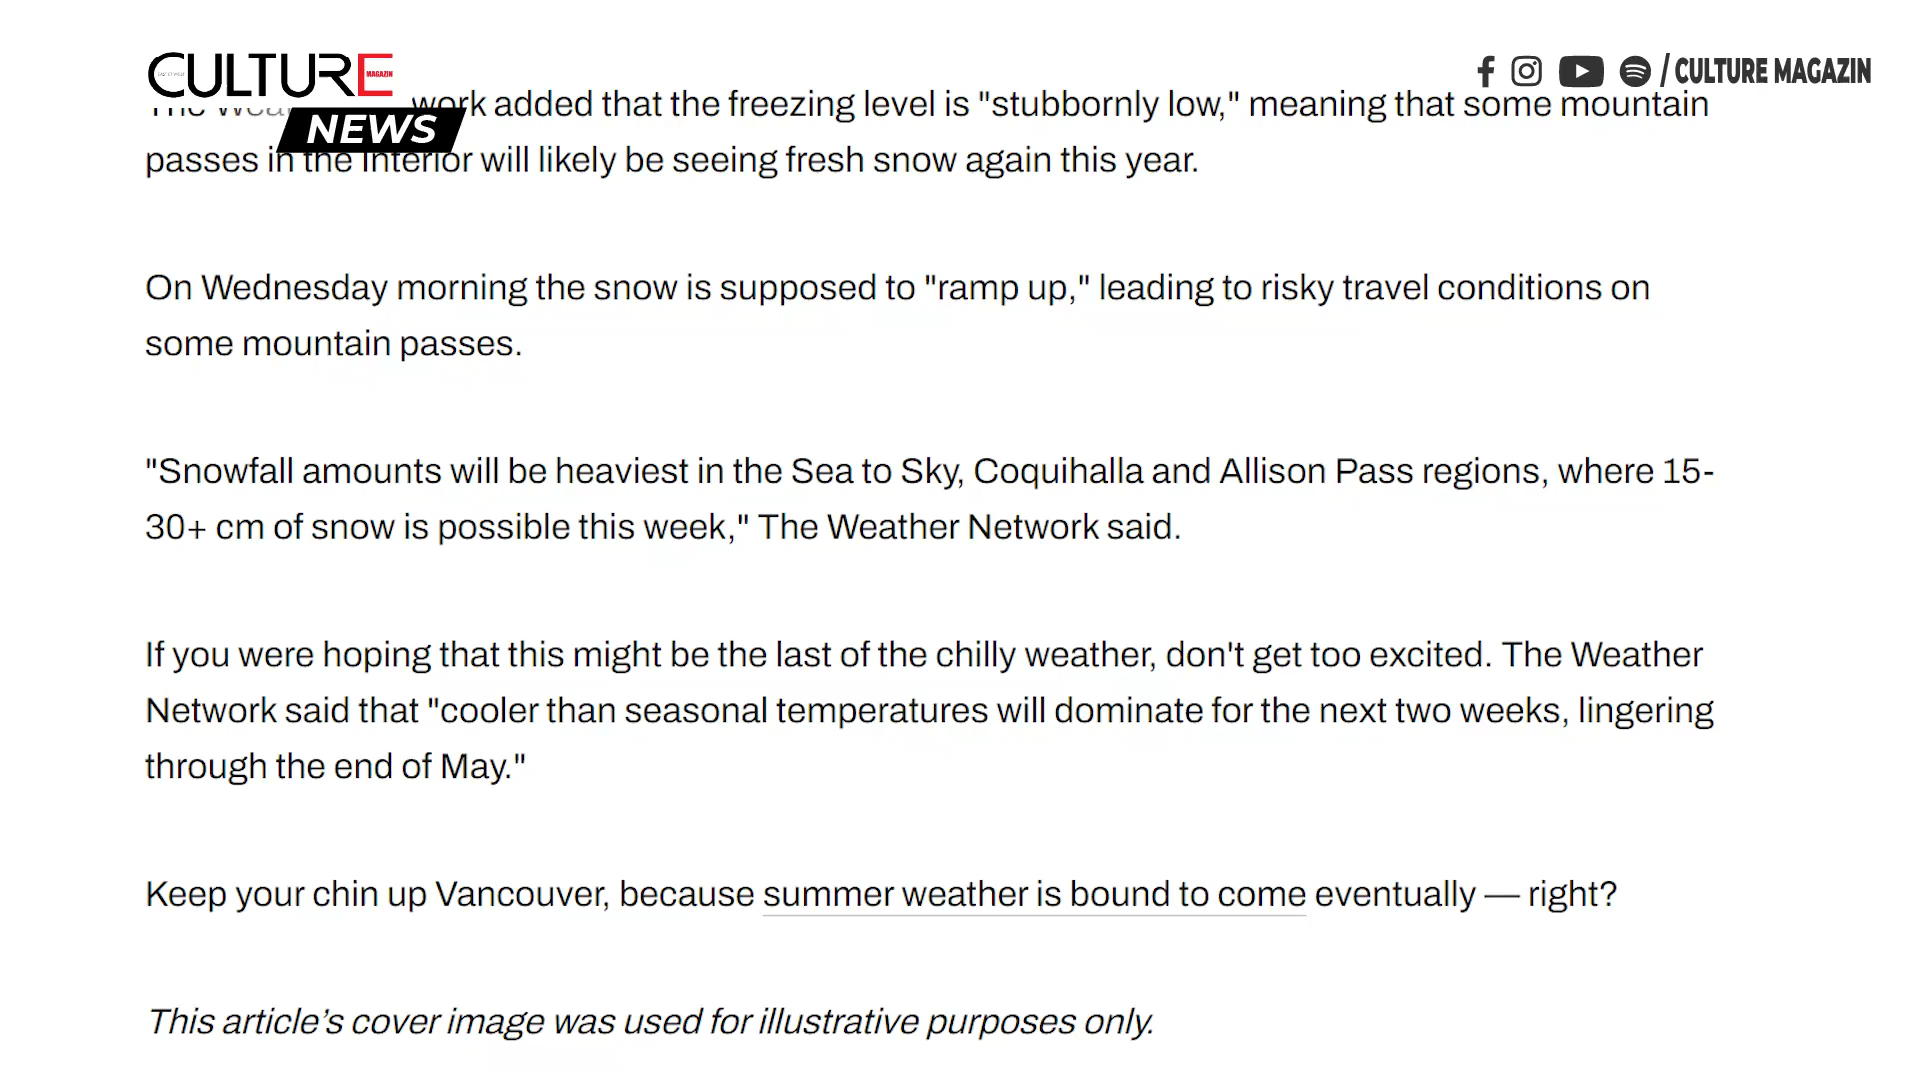 CULTURE
MAGAZIN
NEWS
/ CULTURE MAGAZIN
The Weather Network added that the freezing level is "stubbornly low," meaning that some mountain
passes in the Interior will likely be seeing fresh snow again this year.
On Wednesday morning the snow is supposed to "ramp up," leading to risky travel conditions on
some mountain passes.
"Snowfall amounts will be heaviest in the Sea to Sky, Coquihalla and Allison Pass regions, where 15-
30+ cm of snow is possible this week," The Weather Network said.
If you were hoping that this might be the last of the chilly weather, don't get too excited. The Weather
Network said that "cooler than seasonal temperatures will dominate for the next two weeks, lingering
through the end of May."
Keep your chin up Vancouver, because summer weather is bound to come eventually — right?
This article’s cover image was used for illustrative purposes only.